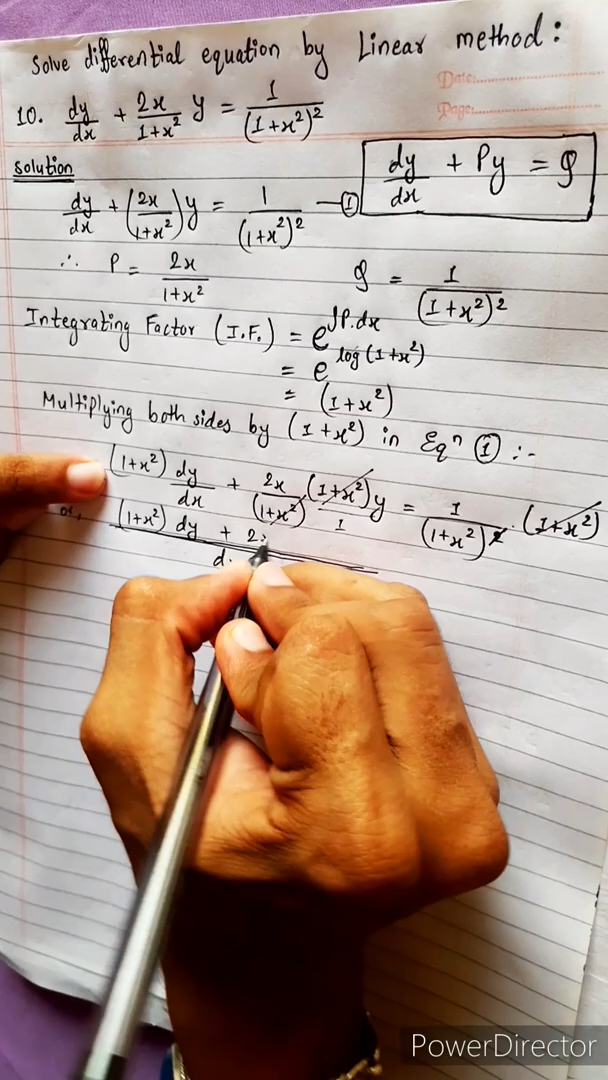 Solve differential equation by Linear method:
Date:
Page:
10. dy/dx + 2x/(1+x²) y = 1/(1+x²)²
Solution
dy/dx + Py = Q
dy/dx + (2x/(1+x²))y = 1/(1+x²)² —①
∴ P = 2x/(1+x²) Q = 1/(1+x²)²
Integrating Factor (I.F.) = e^∫P.dx
= e^log(1+x²)
= (1+x²)
Multiplying both sides by (1+x²) in Eqⁿ ① :-
(1+x²) dy/dx + 2x/(1+x²) (1+x²)/1 y = 1/(1+x²)² . (1+x²)
or, (1+x²) dy + 2
d
PowerDirector